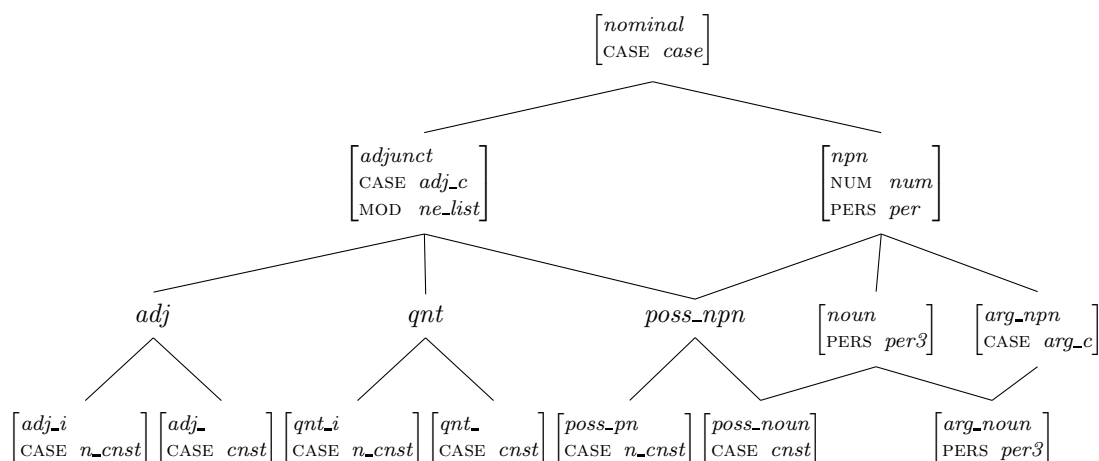 nominal
CASE case
adjunct
CASE adj_c
MOD ne_list
npn
NUM num
PERS per
adj
qnt
poss_npn
noun
PERS per3
arg_npn
CASE arg_c
adj_i
CASE n_cnst
adj_
CASE cnst
qnt_i
CASE n_cnst
qnt_
CASE cnst
poss_pn
CASE n_cnst
poss_noun
CASE cnst
arg_noun
PERS per3